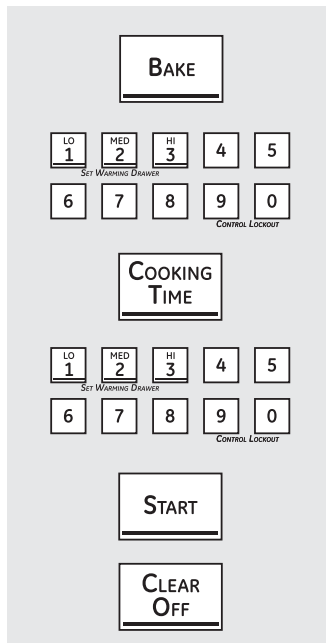 BAKE
LO MED HI
1 2 3 4 5
SET WARMING DRAWER
6 7 8 9 0
CONTROL LOCKOUT
COOKING
TIME
LO MED HI
1 2 3 4 5
SET WARMING DRAWER
6 7 8 9 0
CONTROL LOCKOUT
START
CLEAR
OFF